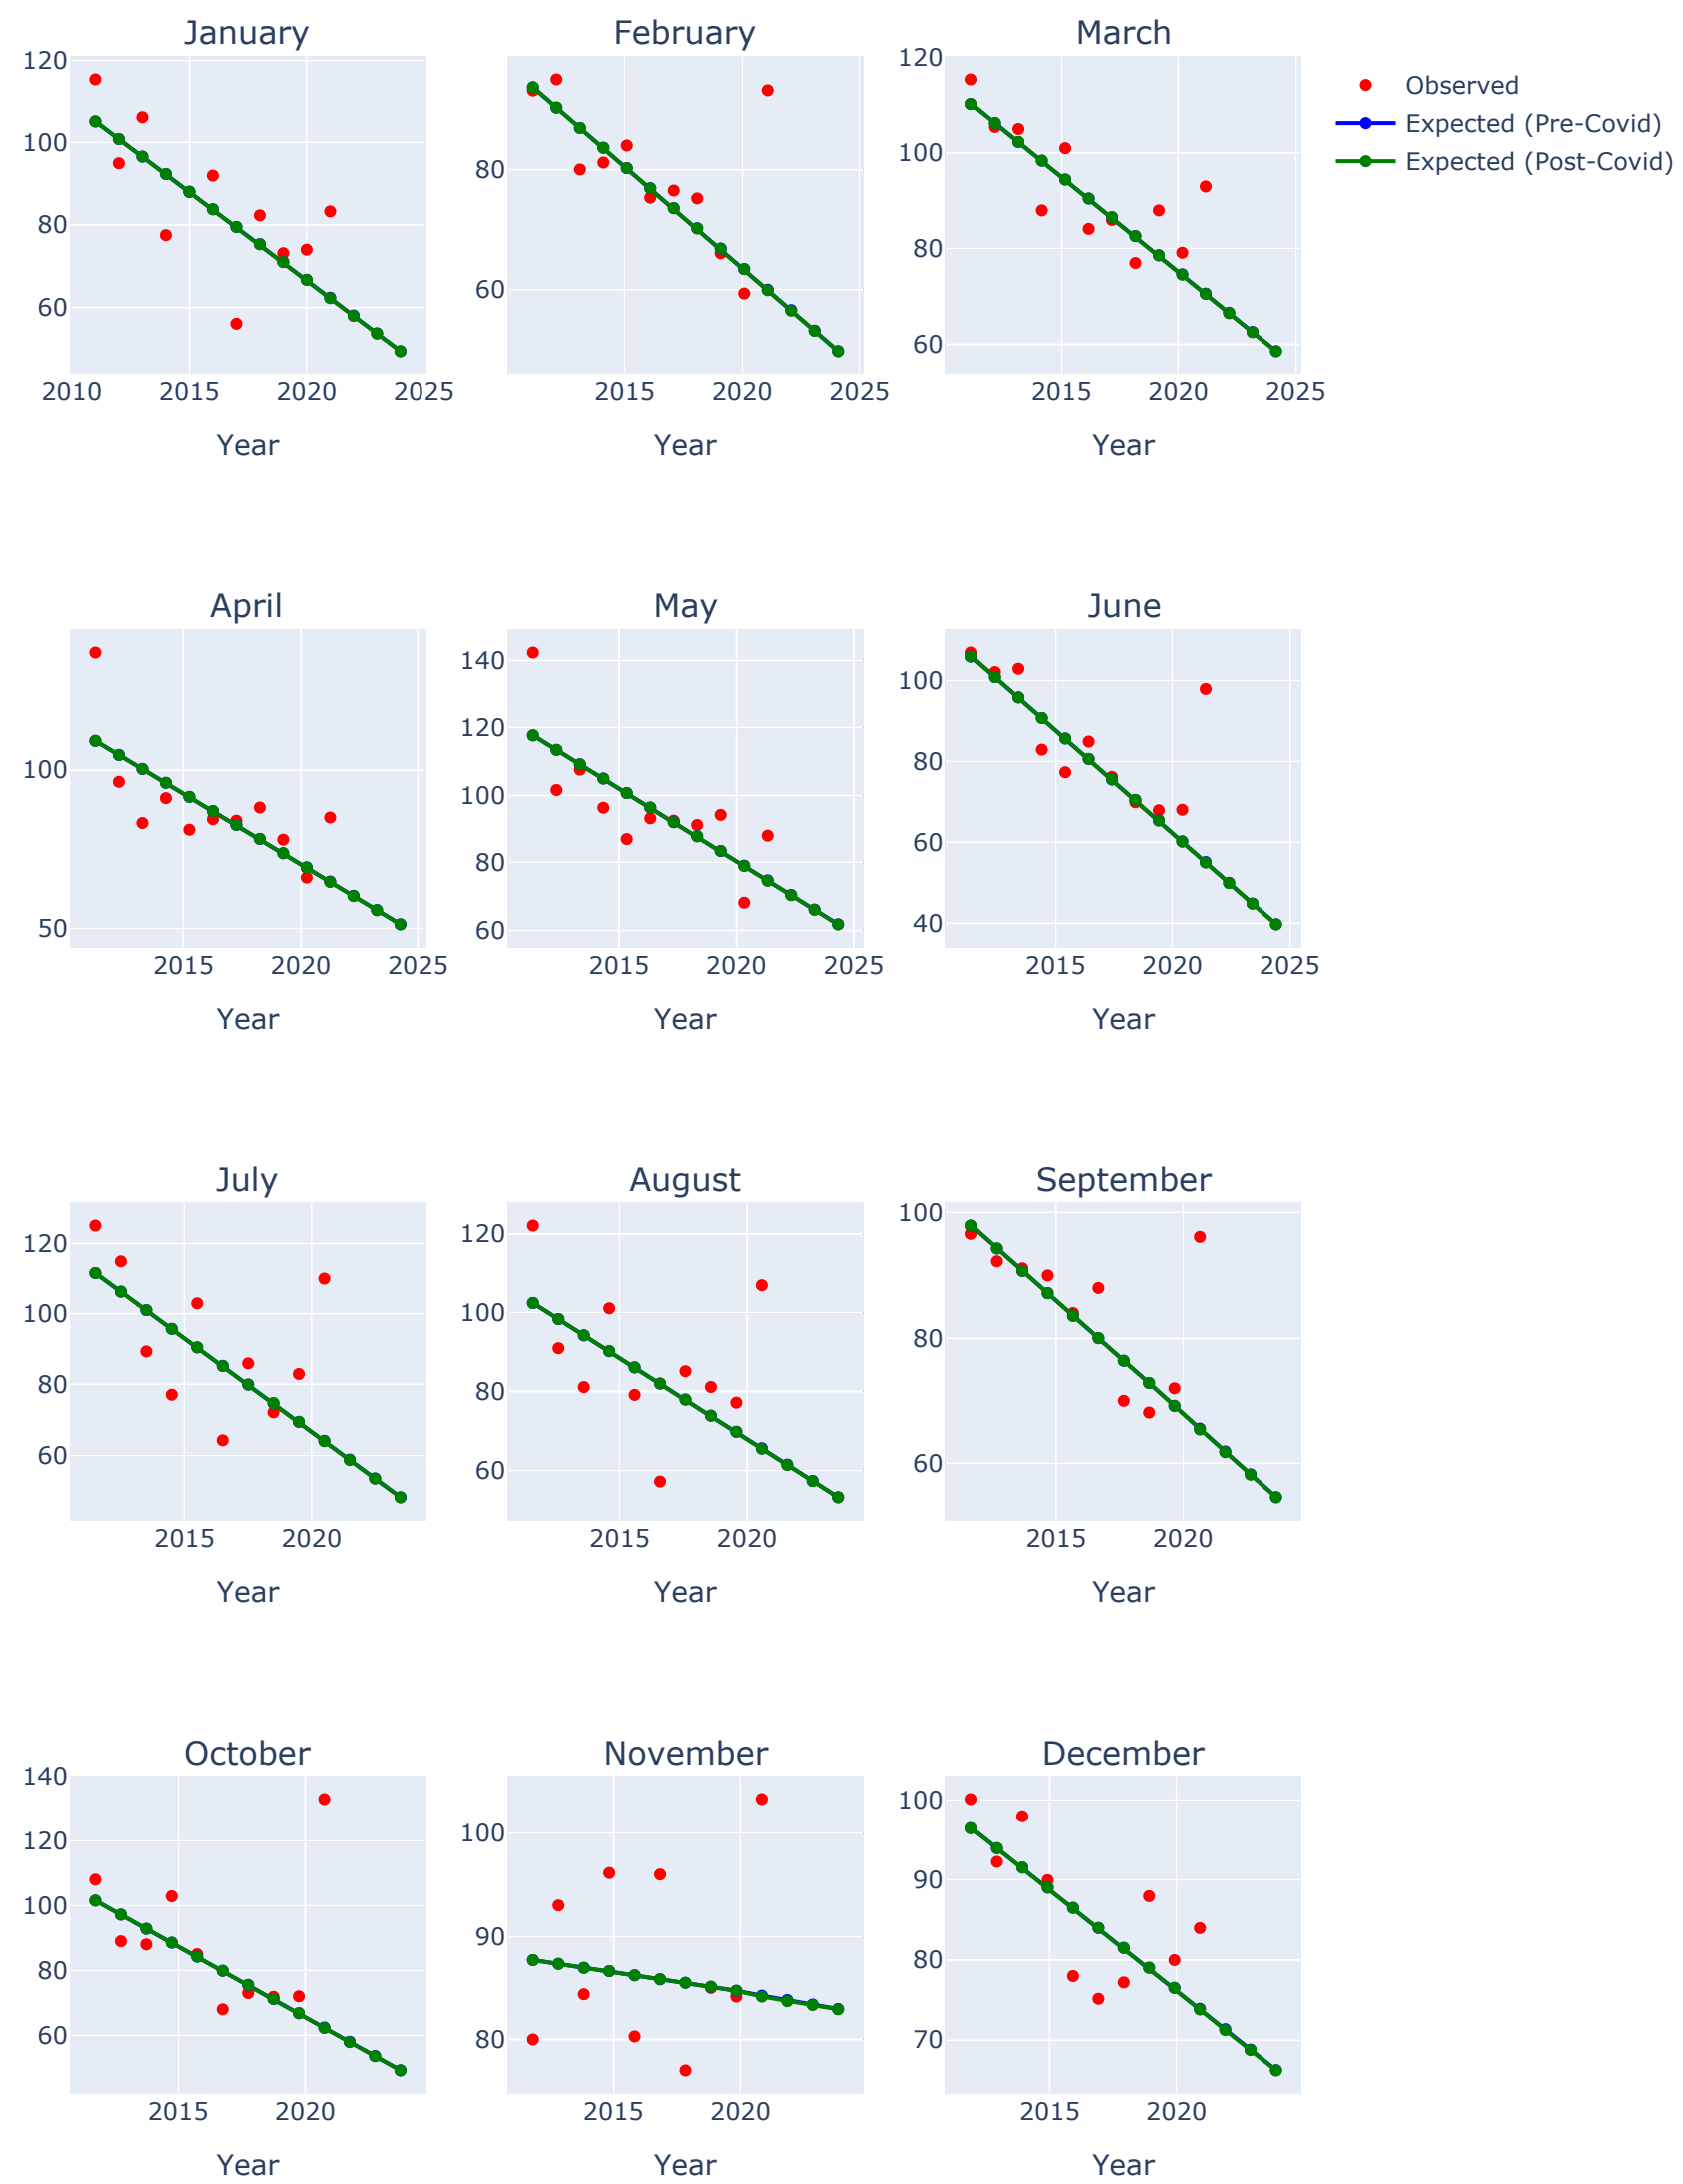 January
February
March
120
100
80
60
2010
2015
2020
2025
Year
80
60
2015
2020
2025
Year
120
100
80
60
2015
2020
2025
Year
Observed
Expected (Pre-Covid)
Expected (Post-Covid)
April
May
June
100
50
2015
2020
2025
Year
140
120
100
80
60
2015
2020
2025
Year
100
80
60
40
2015
2020
2025
Year
July
August
September
120
100
80
60
2015
2020
Year
120
100
80
60
2015
2020
Year
100
80
60
2015
2020
Year
October
November
December
140
120
100
80
60
2015
2020
Year
100
90
80
2015
2020
Year
100
90
80
70
2015
2020
Year